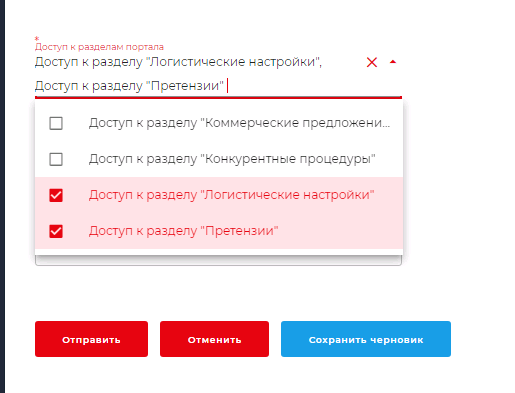 *
Доступ к разделам портала
Доступ к разделу "Логистические настройки",
Доступ к разделу "Претензии"
Доступ к разделу "Коммерческие предложени...
Доступ к разделу "Конкурентные процедуры"
Доступ к разделу "Логистические настройки"
Доступ к разделу "Претензии"
Отправить Отменить Сохранить черновик